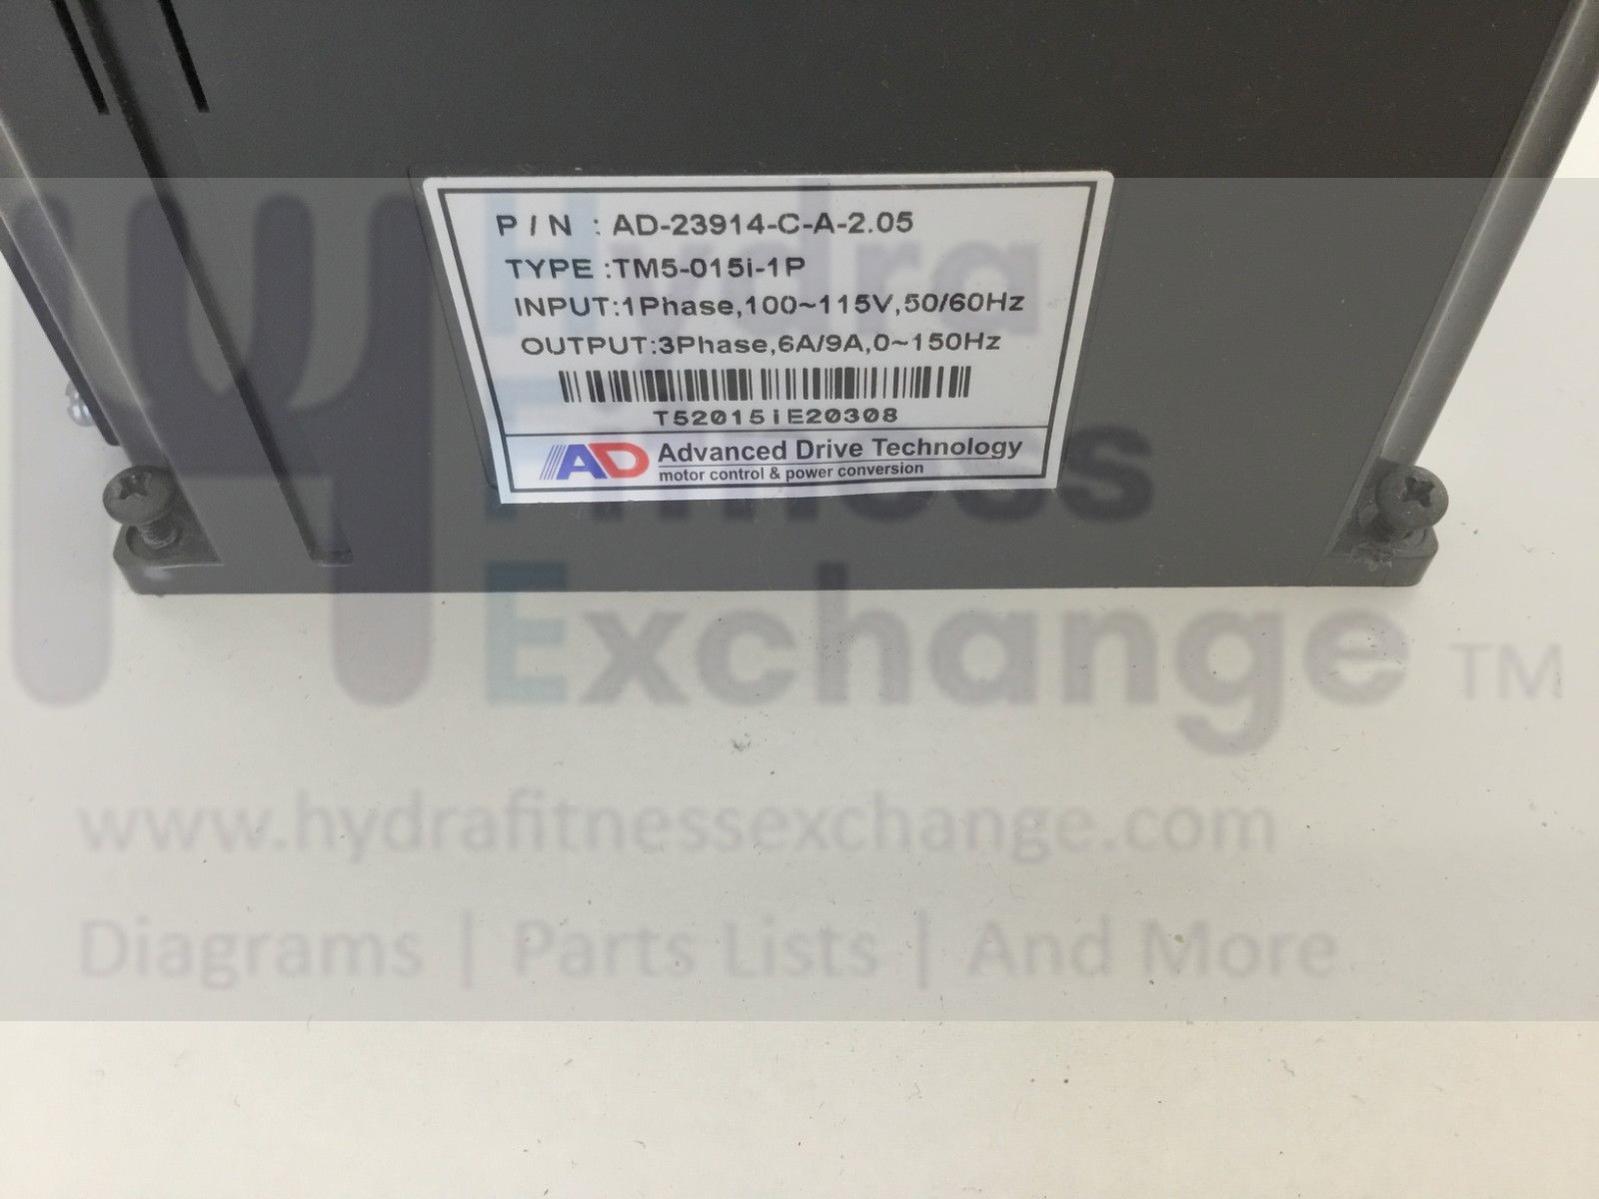 P/N : AD-23914-C-A-2.05
TYPE :TM5-015i-1P
INPUT:1Phase,100~115V,50/60Hz
OUTPUT:3Phase,6A/9A,0~150Hz
T52015iE20308
AD Advanced Drive Technology
motor control & power conversion
Hydra
Fitness
Exchange TM
www.hydrafitnessexchange.com
Diagrams | Parts Lists | And More